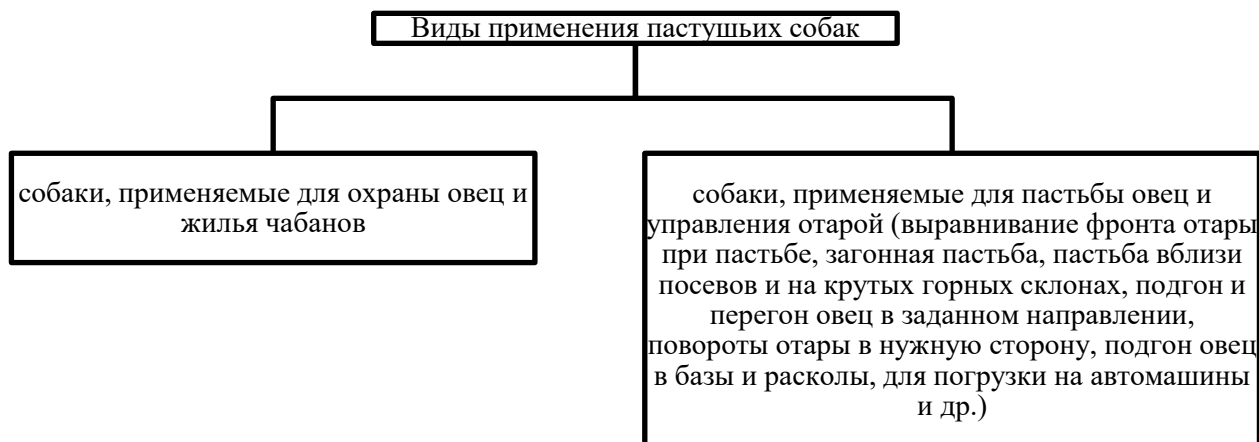 Виды применения пастушьих собак
собаки, применяемые для охраны овец и
жилья чабанов
собаки, применяемые для пастьбы овец и
управления отарой (выравнивание фронта отары
при пастьбе, загонная пастьба, пастьба вблизи
посевов и на крутых горных склонах, подгон и
перегон овец в заданном направлении,
повороты отары в нужную сторону, подгон овец
в базы и расколы, для погрузки на автомашины
и др.)